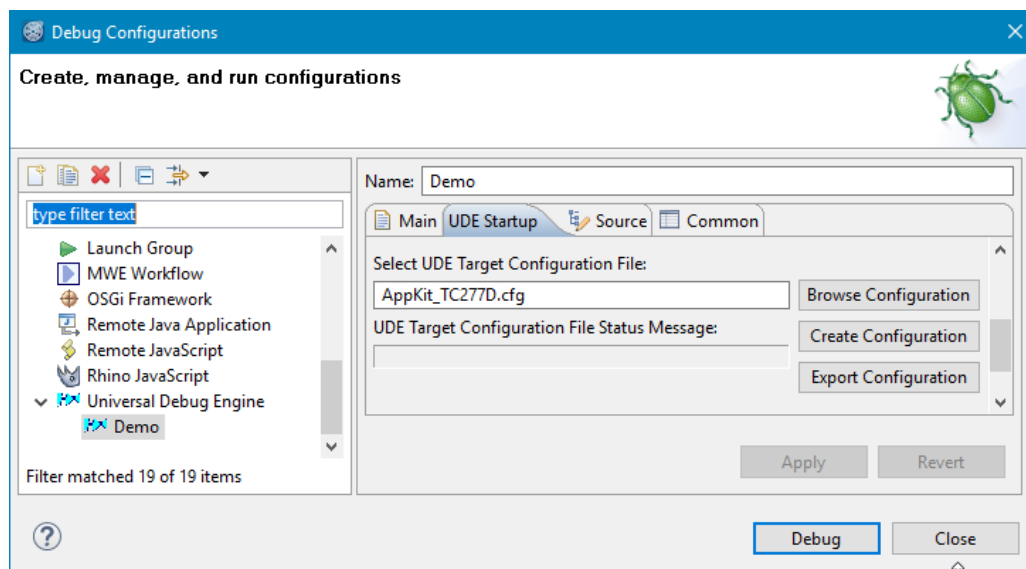 Debug Configurations
Create, manage, and run configurations
type filter text
Launch Group
MWE Workflow
OSGi Framework
Remote Java Application
Remote JavaScript
Rhino JavaScript
Universal Debug Engine
Demo
Filter matched 19 of 19 items
Name: Demo
Main UDE Startup Source Common
Select UDE Target Configuration File:
AppKit_TC277D.cfg
Browse Configuration
UDE Target Configuration File Status Message:
Create Configuration
Export Configuration
Apply Revert
Debug Close